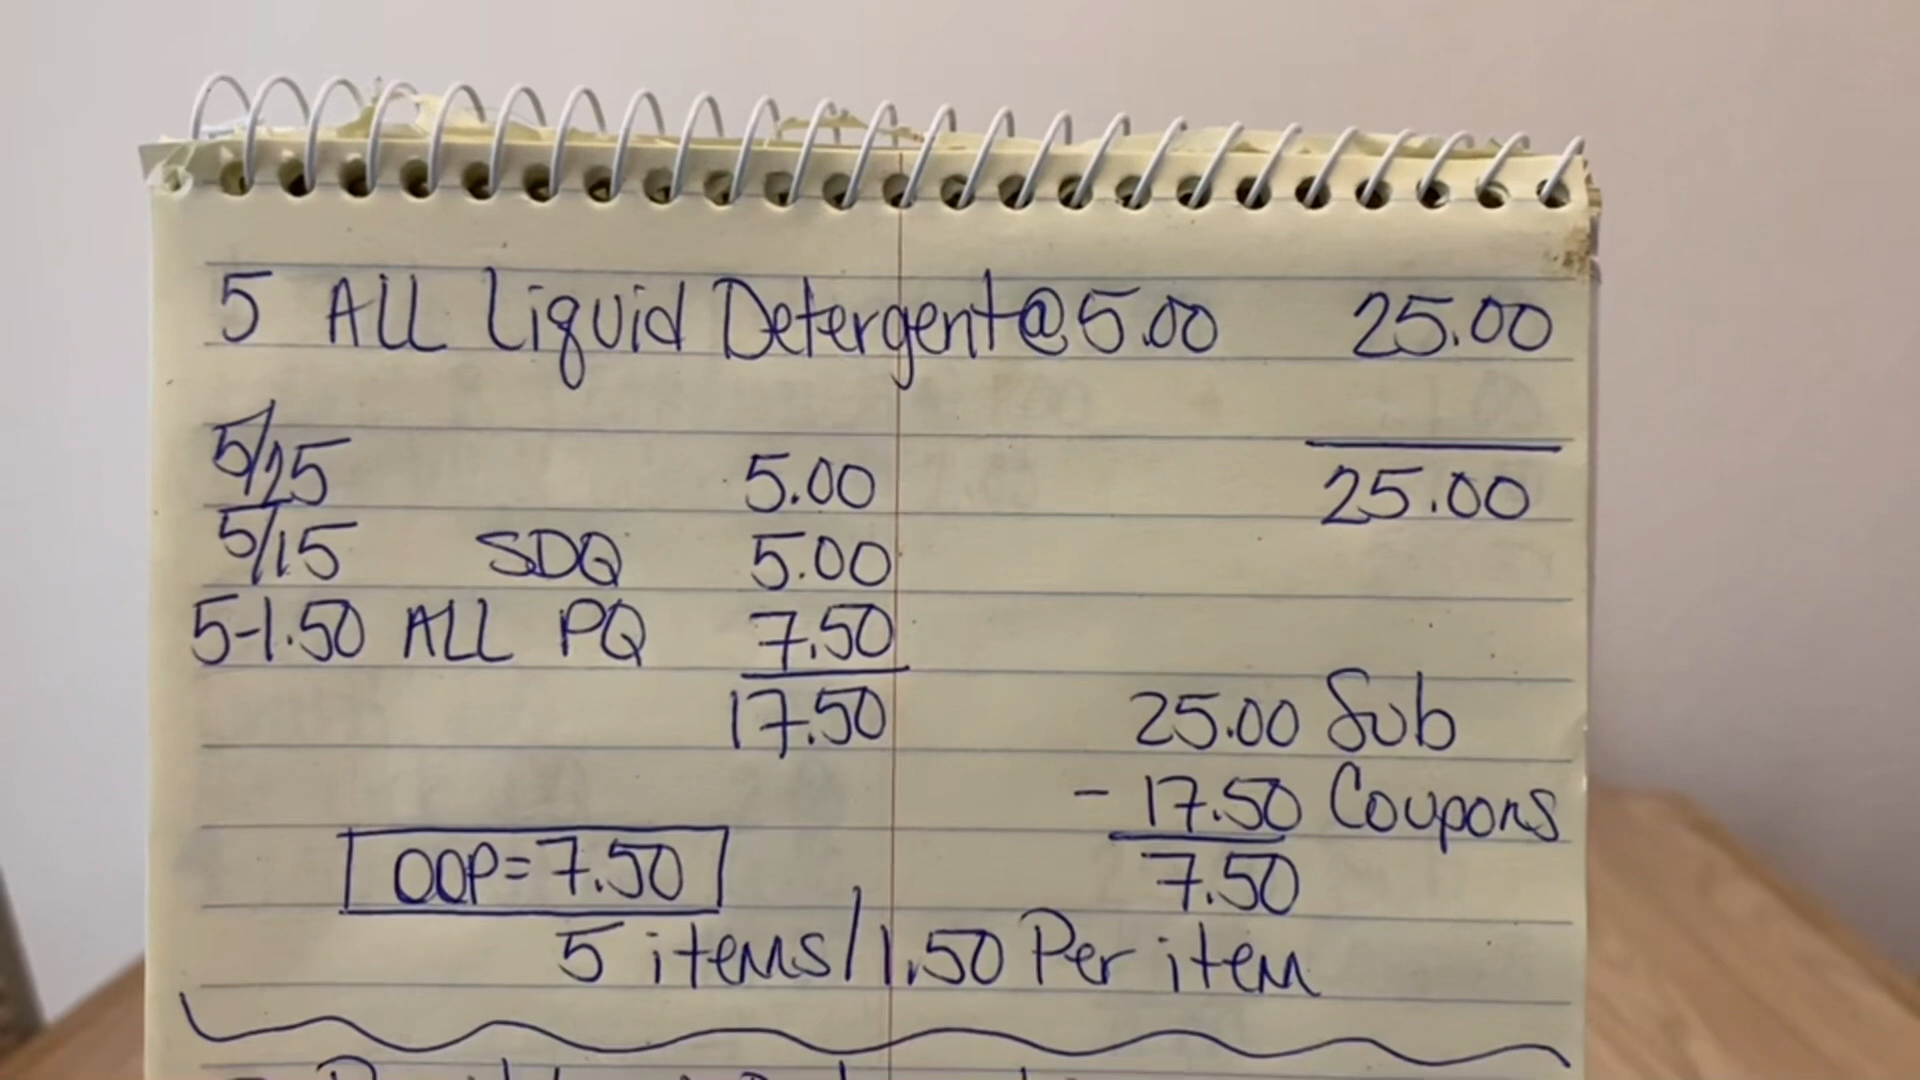 5 ALL Liquid Detergent @ 5.00 25.00
5/25 5.00 25.00
5/15 SDQ 5.00
5-1.50 ALL PQ 7.50
17.50 25.00 Sub
- 17.50 Coupons
OOP=7.50 7.50
5 items/1.50 Per item